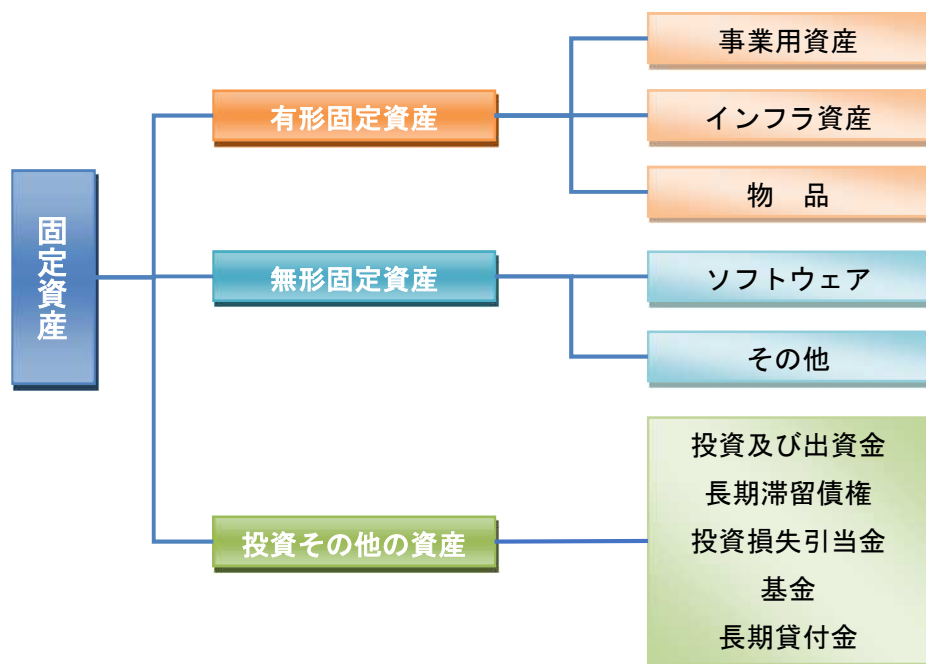 固定資産
有形固定資産
事業用資産
インフラ資産
物　品
無形固定資産
ソフトウェア
その他
投資その他の資産
投資及び出資金
長期滞留債権
投資損失引当金
基金
長期貸付金